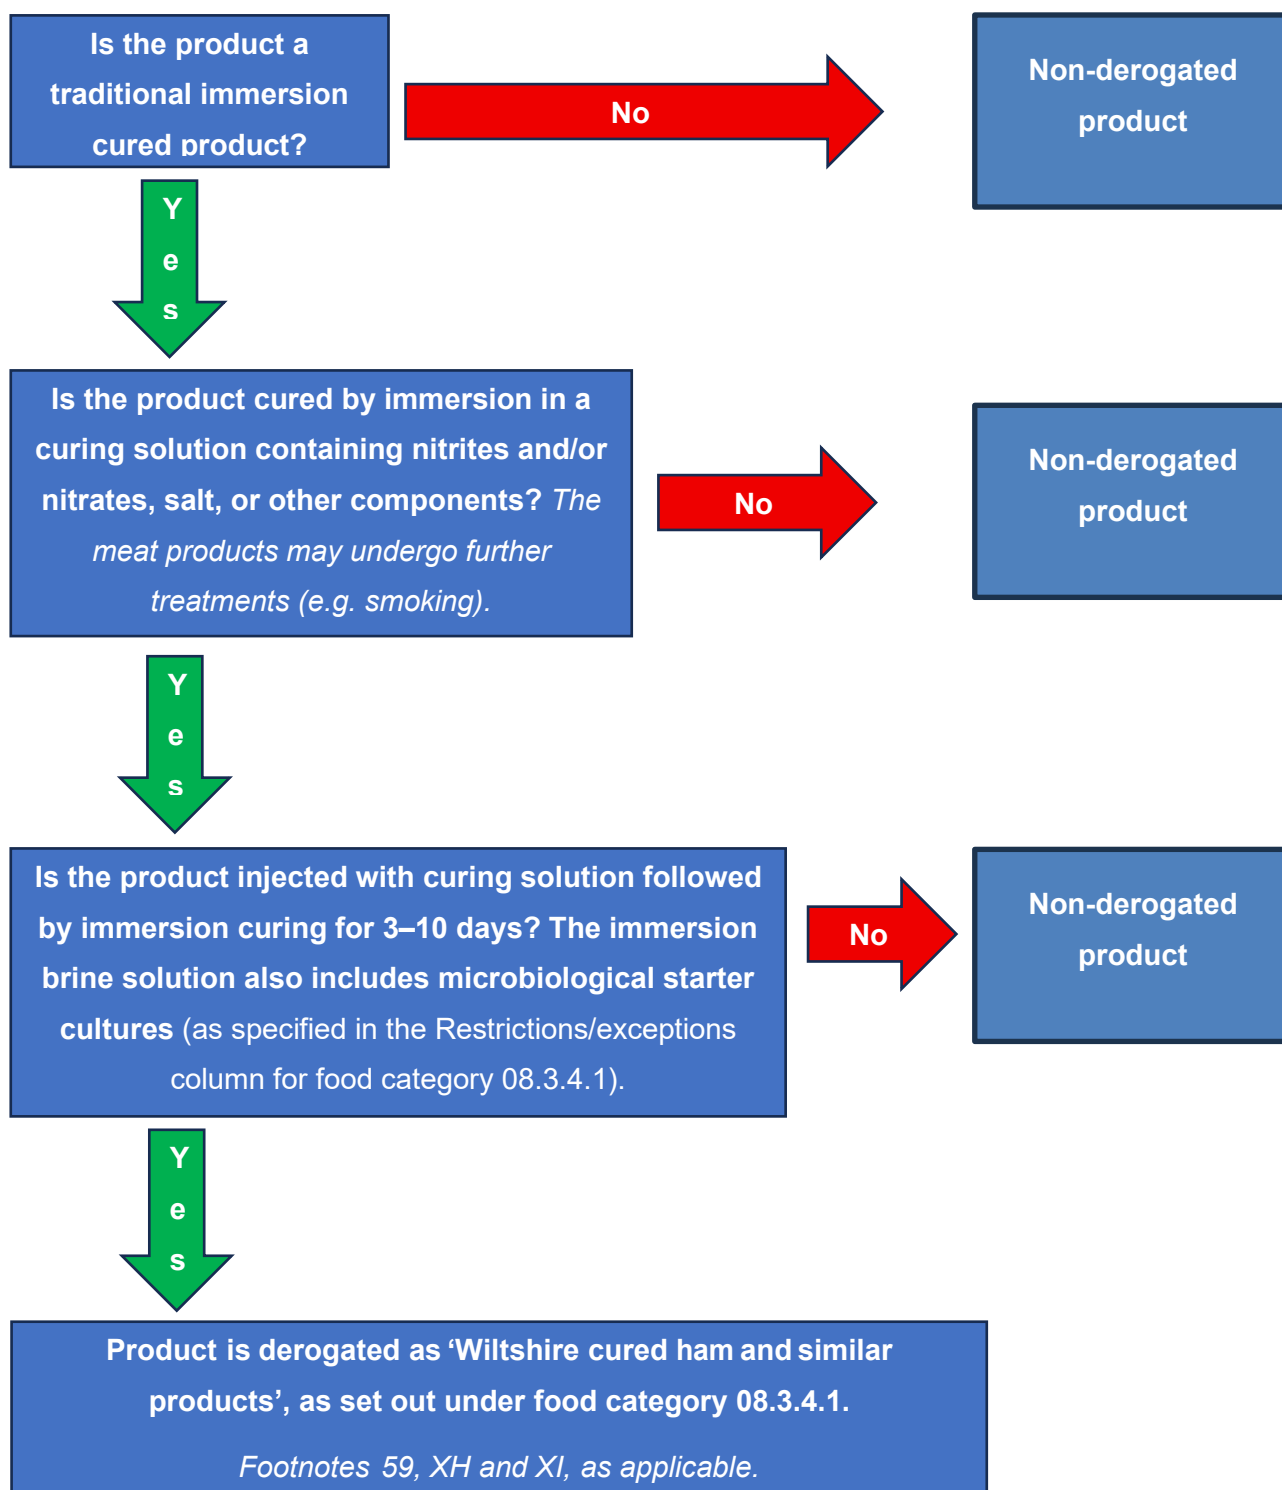 Is the product a
traditional immersion
cured product?
No
Non-derogated
product
Y
e
s
Is the product cured by immersion in a
curing solution containing nitrites and/or
nitrates, salt, or other components? The
meat products may undergo further
treatments (e.g. smoking).
No
Non-derogated
product
Y
e
s
Is the product injected with curing solution followed
by immersion curing for 3–10 days? The immersion
brine solution also includes microbiological starter
cultures (as specified in the Restrictions/exceptions
column for food category 08.3.4.1).
No
Non-derogated
product
Y
e
s
Product is derogated as ‘Wiltshire cured ham and similar
products’, as set out under food category 08.3.4.1.
Footnotes 59, XH and XI, as applicable.